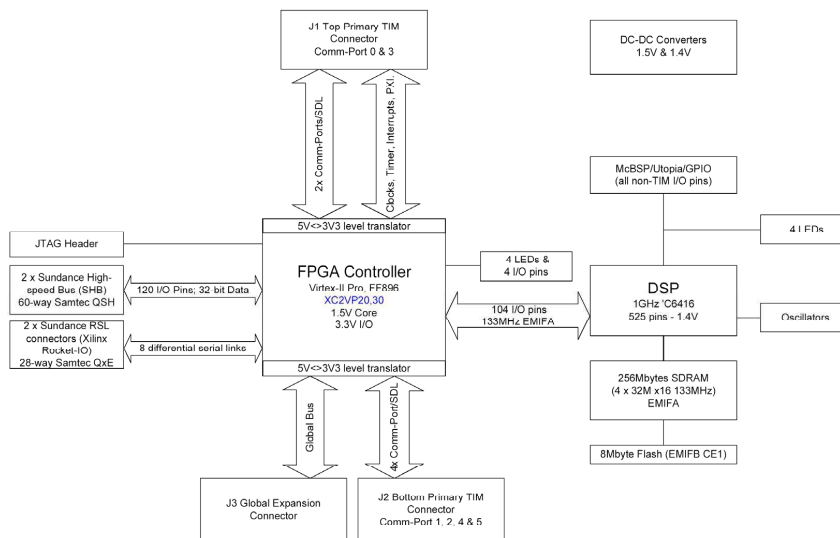 J1 Top Primary TIM
Connector
Comm-Port 0 & 3
DC-DC Converters
1.5V & 1.4V
2x Comm-Ports/SDL
Clocks, Timer, Interrupts, PXI.
McBSP/Utopia/GPIO
(all non-TIM I/O pins)
5V<>3V3 level translator
4 LEDs
JTAG Header
FPGA Controller
Virtex-II Pro, FF896
XC2VP20,30
1.5V Core
3.3V I/O
4 LEDs &
4 I/O pins
2 x Sundance High-
speed Bus (SHB)
60-way Samtec QSH
120 I/O Pins; 32-bit Data
DSP
1GHz 'C6416
525 pins - 1.4V
104 I/O pins
133MHz EMIFA
Oscillators
2 x Sundance RSL
connectors (Xilinx
Rocket-IO)
28-way Samtec QxE
8 differential serial links
5V<>3V3 level translator
256Mbytes SDRAM
(4 x 32M x16 133MHz)
EMIFA
Global Bus
4x Comm-Port/SDL
8Mbyte Flash (EMIFB CE1)
J3 Global Expansion
Connector
J2 Bottom Primary TIM
Connector
Comm-Port 1, 2, 4 & 5